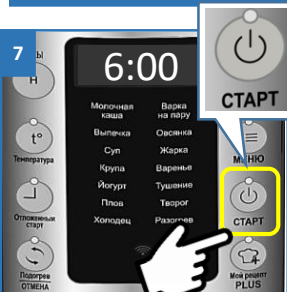 7
Ы
Н
6:00
СТАРТ
Молочная каша
Варка на пару
Выпечка
Овсянка
Суп
Жарка
Крупа
Варенье
Йогурт
Тушение
Плов
Творог
Холодец
Разогрев
t°
Температура
МЕНЮ
Отложенный старт
СТАРТ
Подогрев
ОТМЕНА
Мой рецепт
PLUS